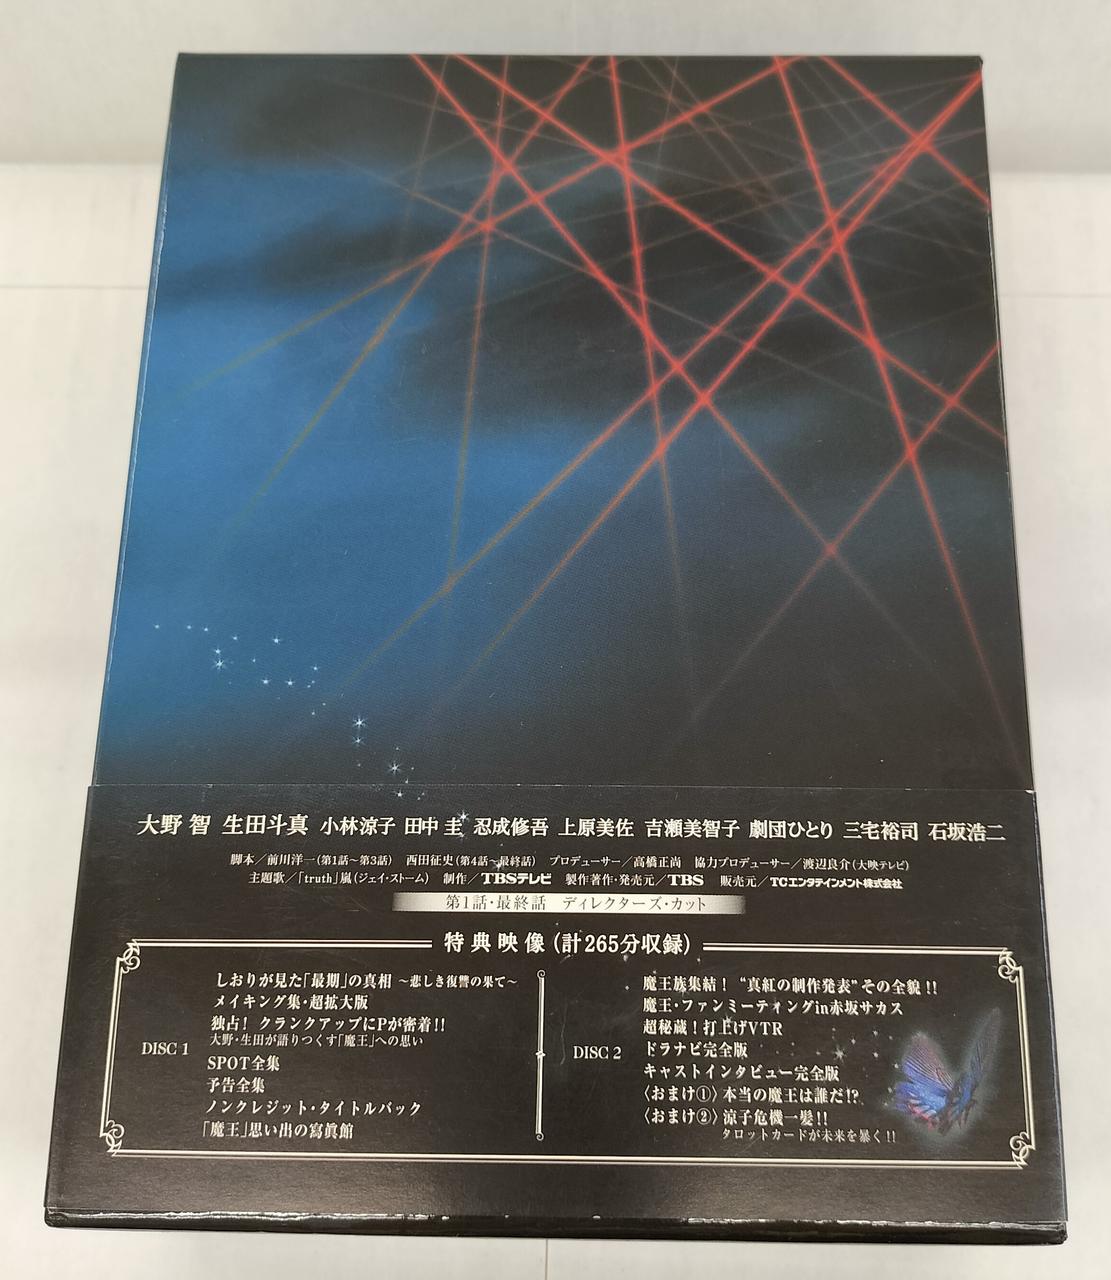 大野 智 生田斗真 小林涼子 田中 圭 忍成修吾 上原美佐 吉瀬美智子 劇団ひとり 三宅裕司 石坂浩二
脚本／前川洋一(第1話～第3話) 西田征史(第4話～最終話) プロデューサー／高橋正尚 協力プロデューサー／渡辺良介(大映テレビ)
主題歌／「truth」嵐(ジェイ・ストーム) 制作／TBSテレビ 製作著作・発売元／TBS 販売元／TCエンタテインメント株式会社
第1話・最終話 ディレクターズ・カット
特典映像(計265分収録)
DISC 1
しおりが見た「最期」の真相 ～悲しき復讐の果て～
メイキング集・超拡大版
独占! クランクアップにPが密着!!
大野・生田が語りつくす「魔王」への思い
SPOT全集
予告全集
ノンクレジット・タイトルバック
「魔王」思い出の寫眞館
DISC 2
魔王族集結! “真紅の制作発表”その全貌!!
魔王・ファンミーティングin赤坂サカス
超秘蔵!打上げVTR
ドラナビ完全版
キャストインタビュー完全版
〈おまけ①〉本当の魔王は誰だ!?
〈おまけ②〉涼子危機一髪!!
タロットカードが未来を暴く!!